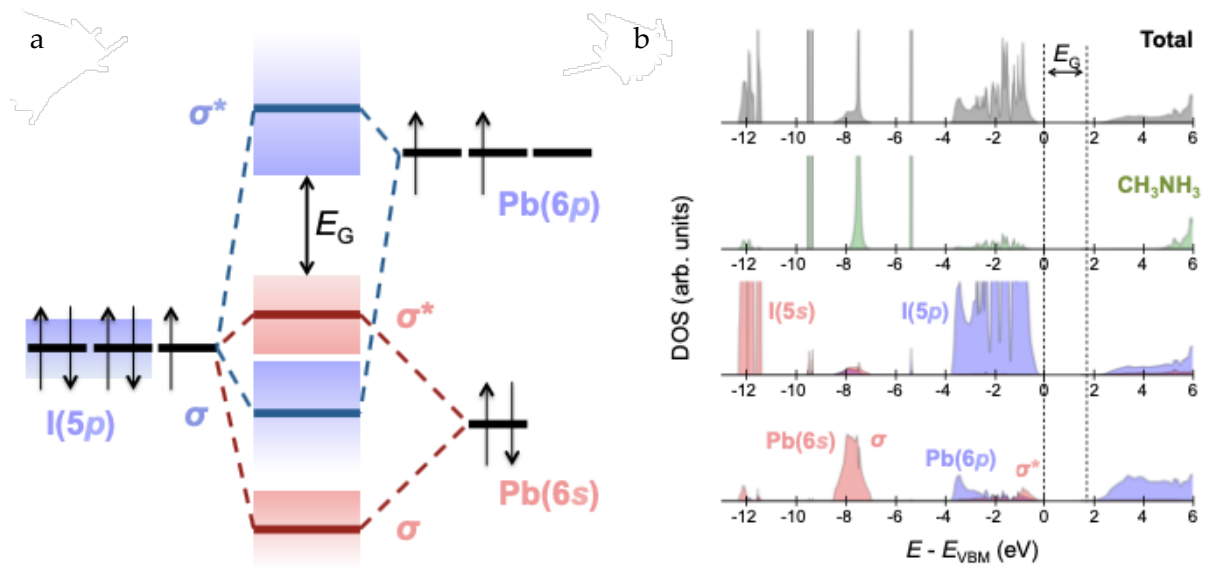 a
σ*
Pb(6p)
E_G
I(5p)
σ*
σ
Pb(6s)
σ
b
Total
E_G
-12 -10 -8 -6 -4 -2 0 2 4 6
CH₃NH₃
-12 -10 -8 -6 -4 -2 0 2 4 6
DOS (arb. units)
I(5s) I(5p)
-12 -10 -8 -6 -4 -2 0 2 4 6
Pb(6s) σ Pb(6p) σ*
-12 -10 -8 -6 -4 -2 0 2 4 6
E - E_VBM (eV)